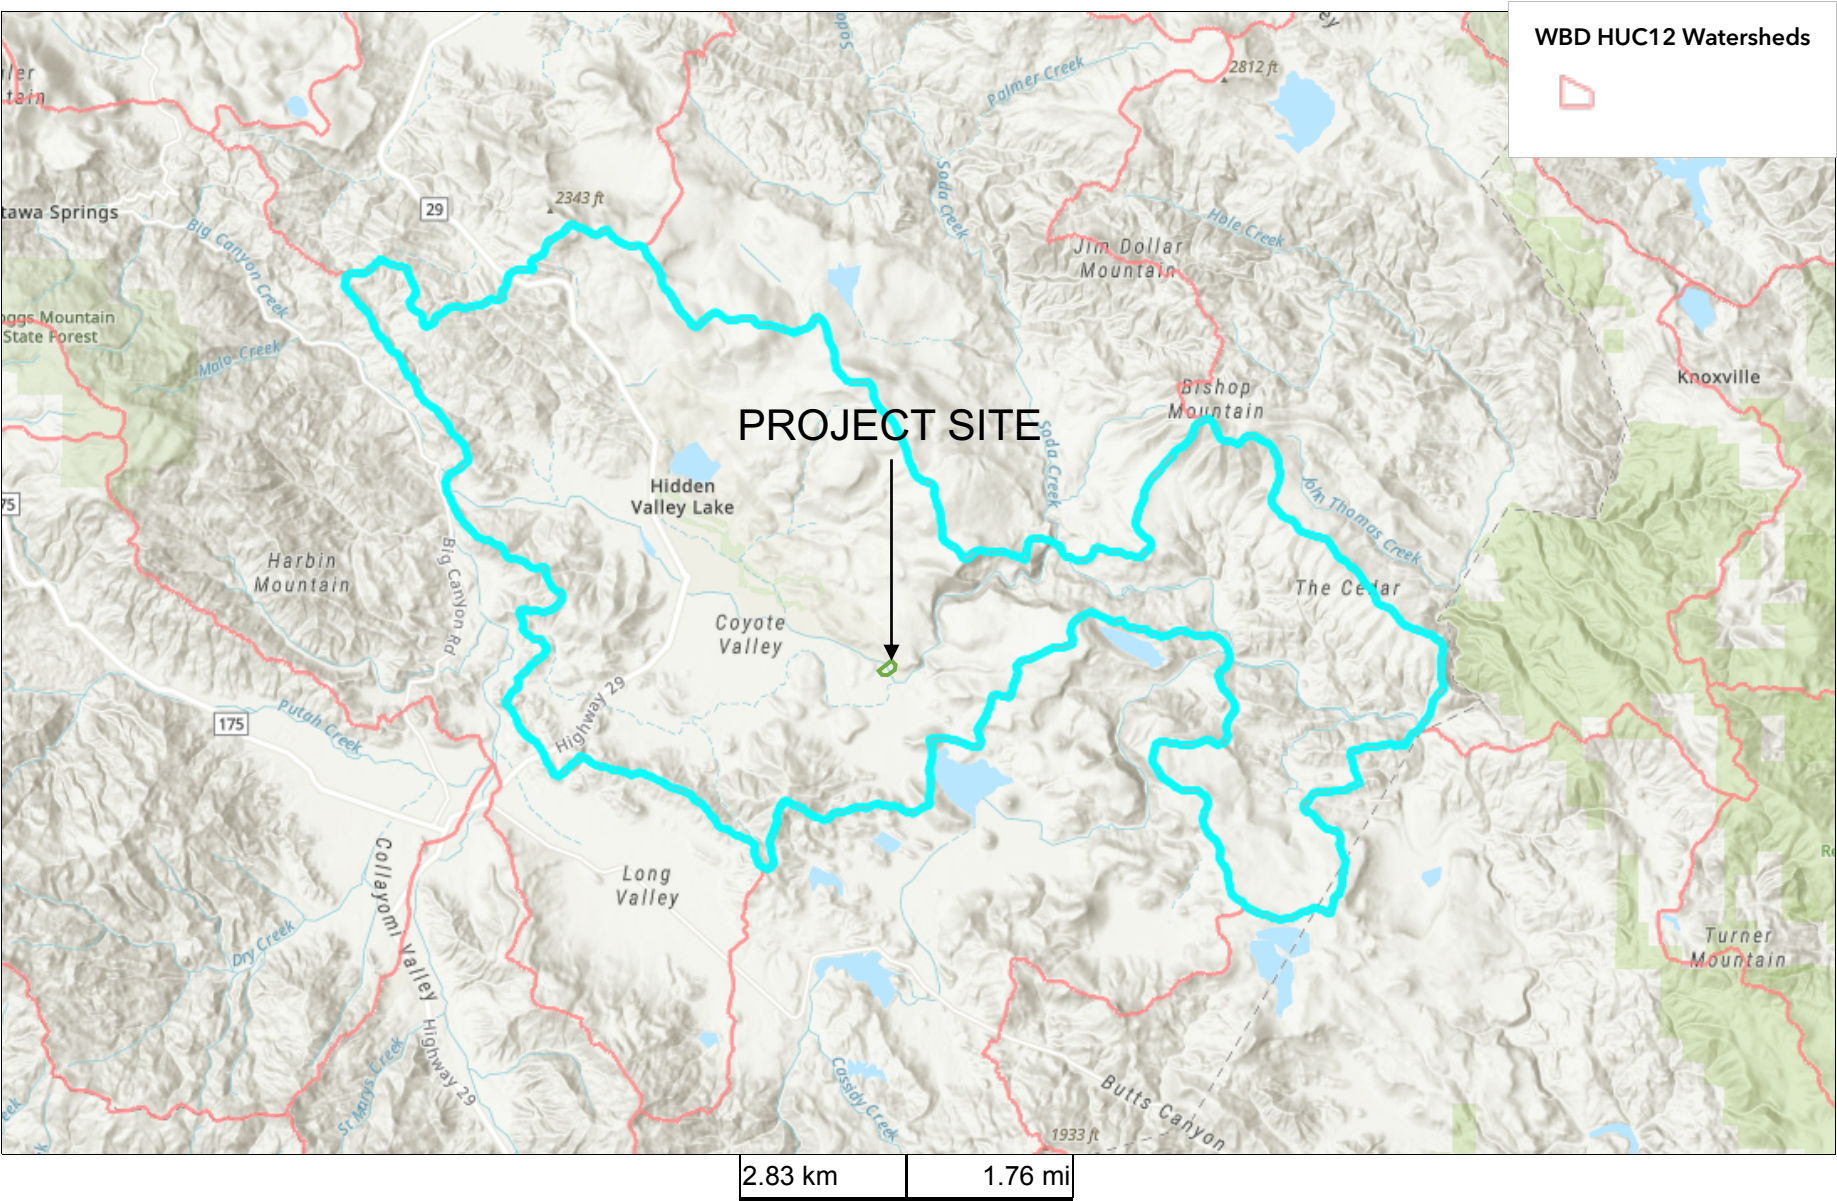 WBD HUC12 Watersheds
2812 ft
Palmer Creek
Soda Creek
2343 ft
29
tawa Springs
Big Canyon Creek
Hole Creek
Jim Dollar
Mountain
oggs Mountain
State Forest
Malo Creek
Knoxville
Bishop
Mountain
PROJECT SITE
Soda Creek
Hidden
Valley Lake
75
John Thomas Creek
Harbin
Mountain
Big Canyon Rd
The Cedar
Coyote
Valley
Highway 29
175
Putah Creek
Collayomi Valley
Long
Valley
Dry Creek
Turner
Mountain
Highway 29
St Marys Creek
Cassidy Creek
Butts Canyon
1933 ft
2.83 km
1.76 mi